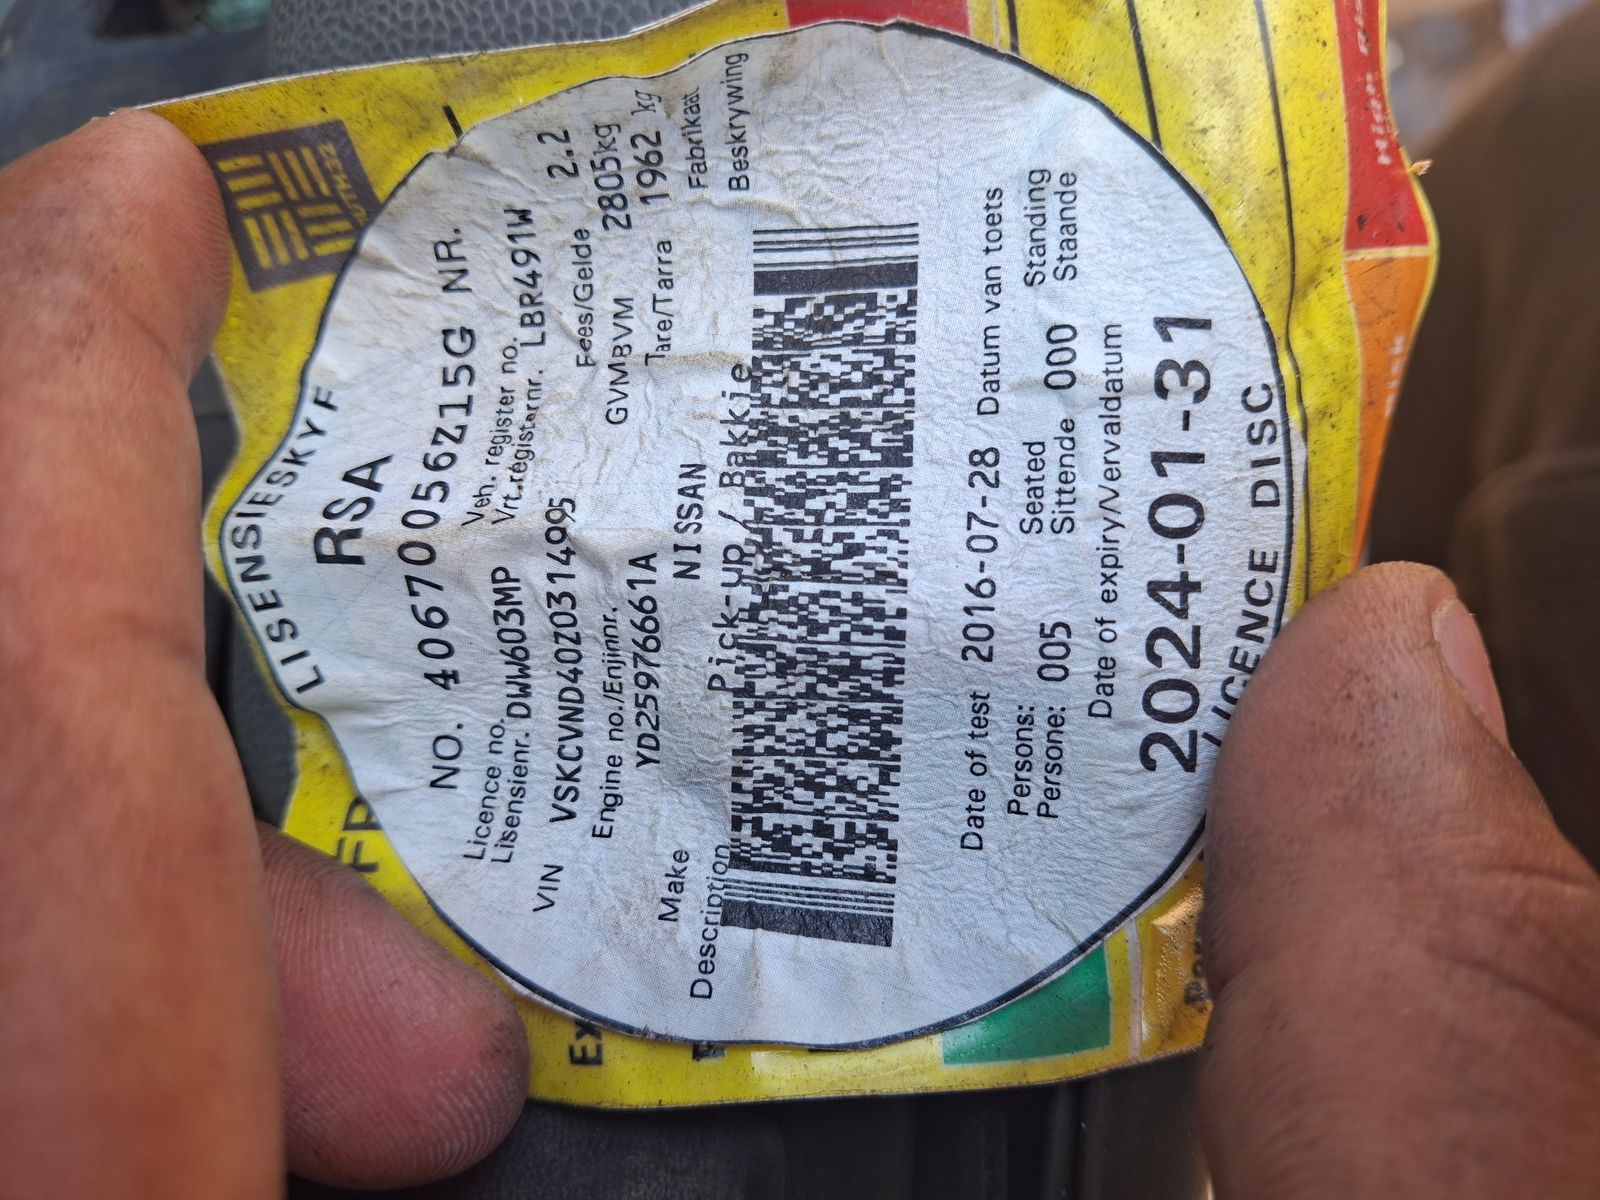 LISENSIESKYF
RSA
NO. 40670056Z15G NR.
Licence no. Veh. register no.
Lisensienr. DWW603MP Vrt.registernr. LBR491W
VIN VSKCVND40Z0314995 Fees/Gelde 2.2
Engine no./Enjinnr. GVM/BVM 2805kg
YD25976661A Tare/Tarra 1962 kg
Make NISSAN Fabrikaat
Description Pick-up / Bakkie Beskrywing
Date of test 2016-07-28 Datum van toets
Persons: Seated Standing
Persone: 005 Sittende 000 Staande
Date of expiry/Vervaldatum
2024-01-31
LICENCE DISC